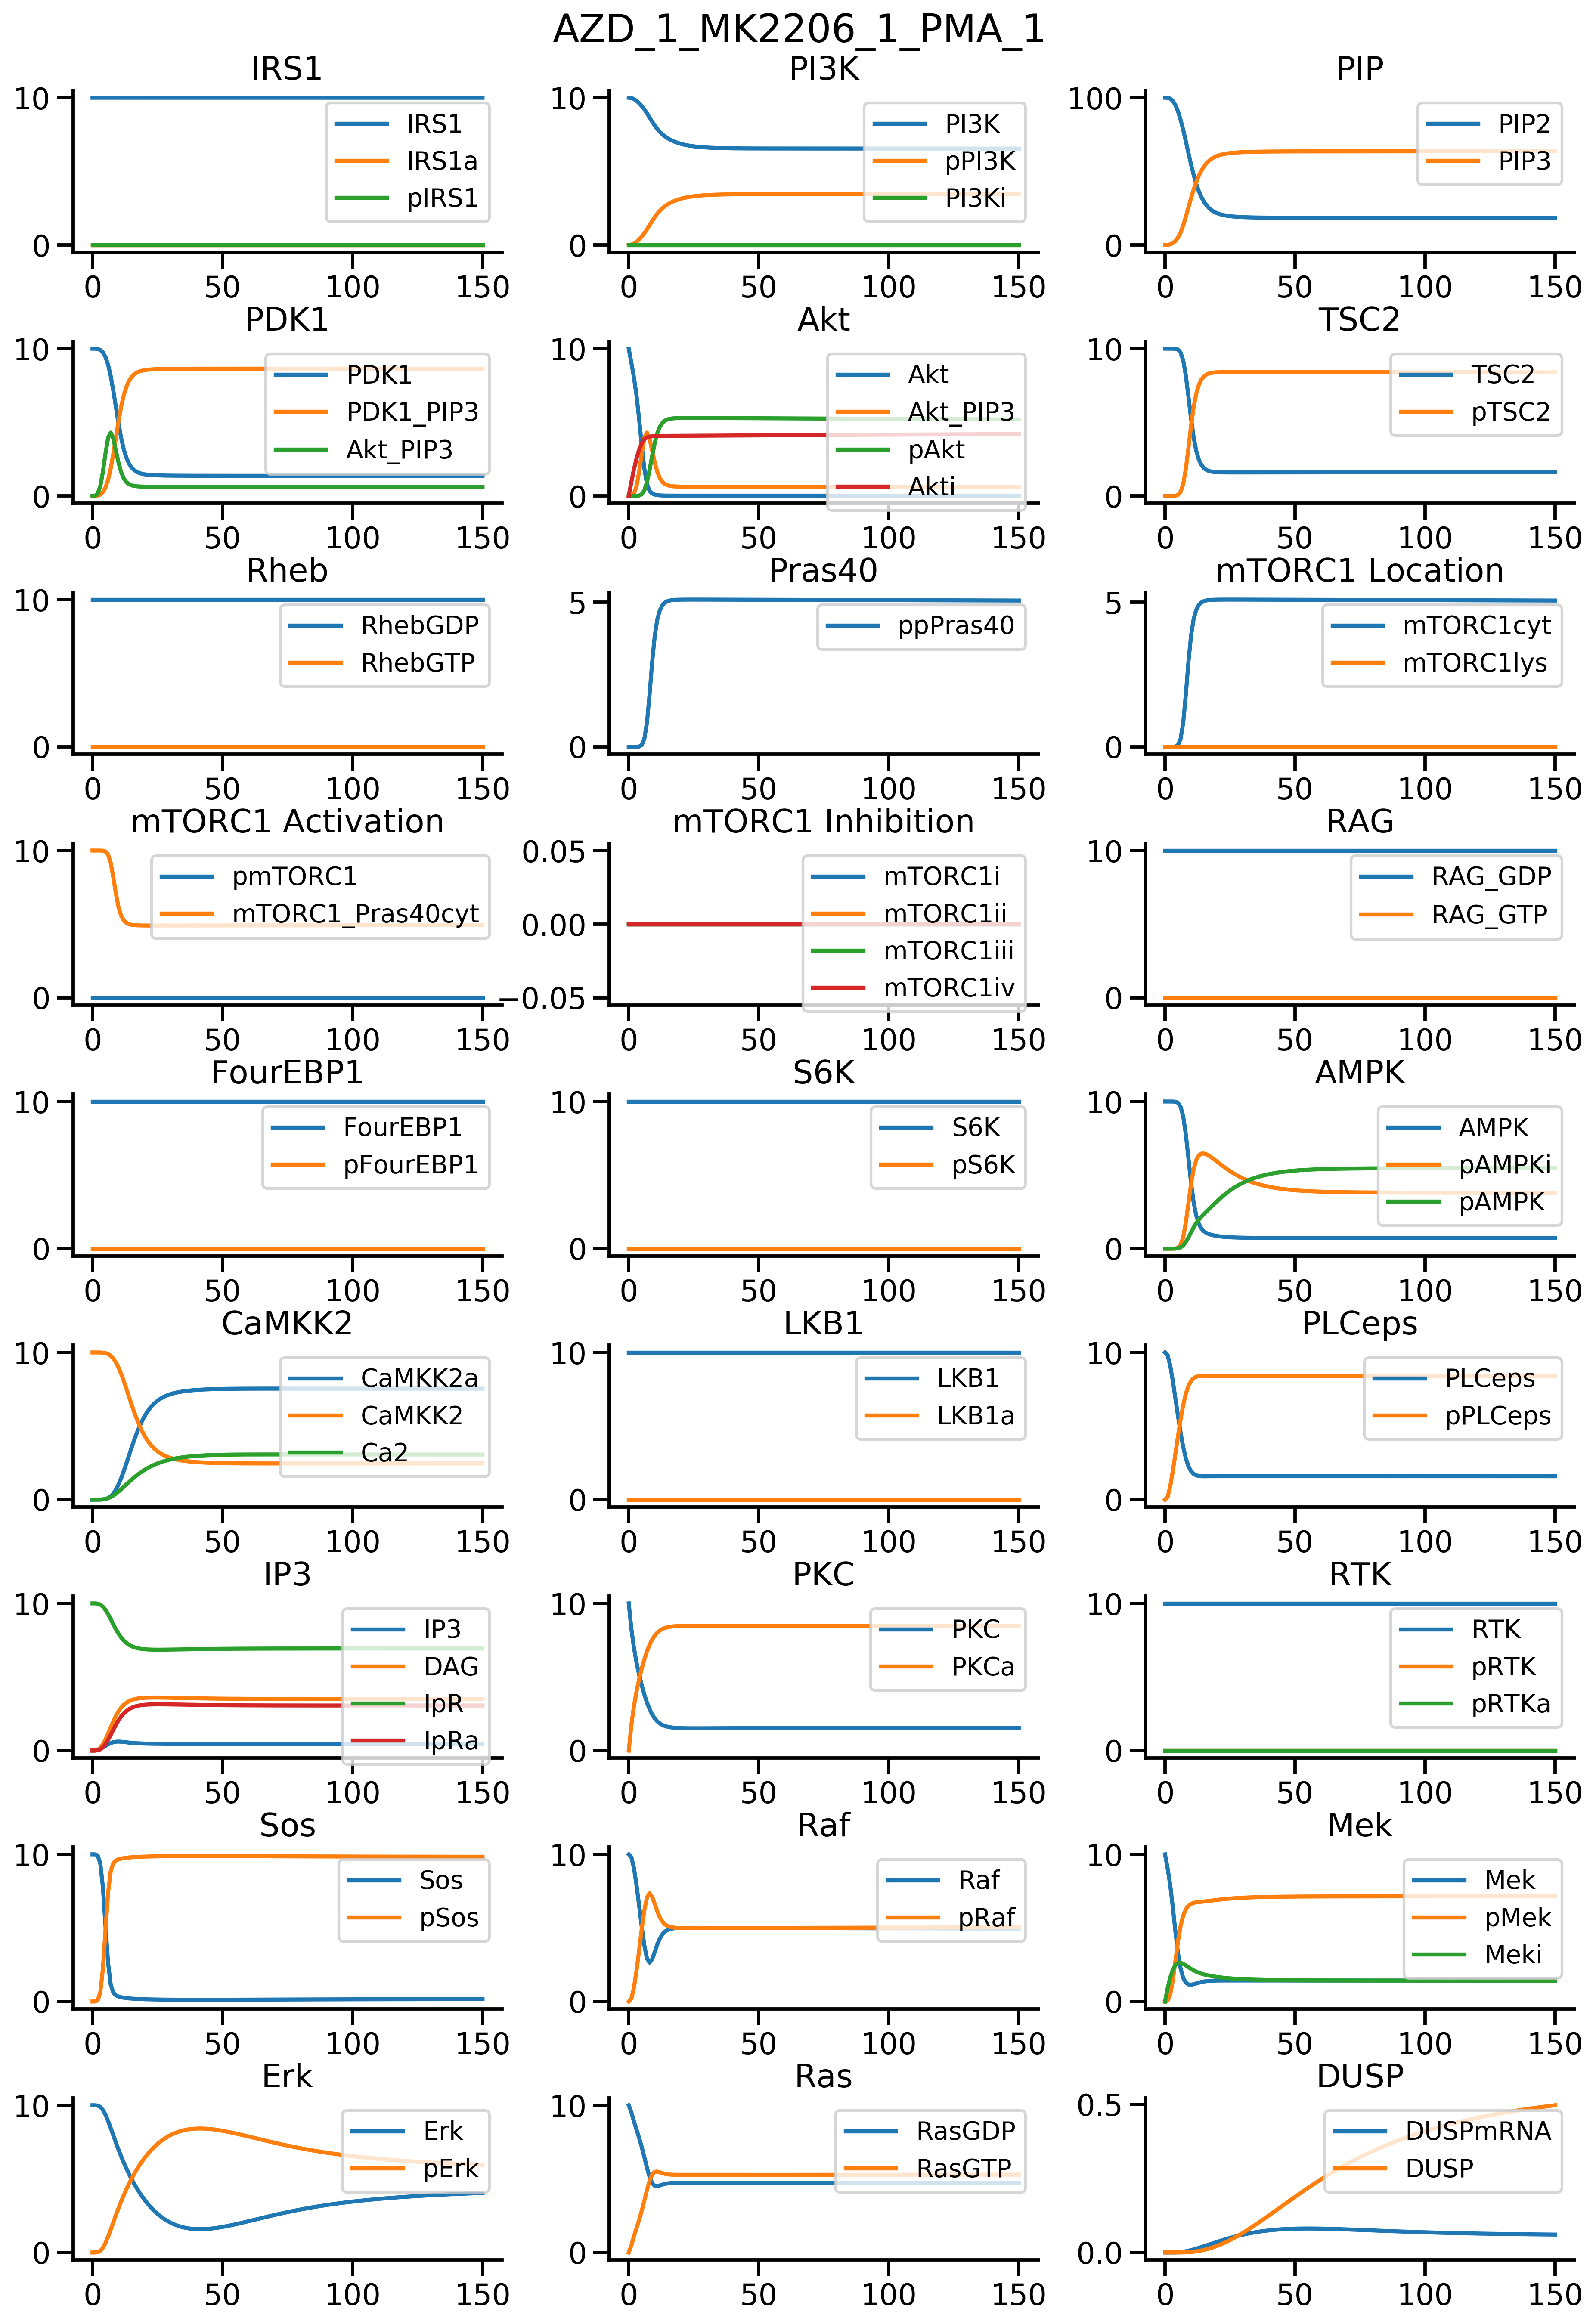 AZD_1_MK2206_1_PMA_1
IRS1
10
0
0 50 100 150
IRS1
IRS1a
pIRS1
PI3K
10
0
0 50 100 150
PI3K
pPI3K
PI3Ki
PIP
100
0
0 50 100 150
PIP2
PIP3
PDK1
10
0
0 50 100 150
PDK1
PDK1_PIP3
Akt_PIP3
Akt
10
0
0 50 100 150
Akt
Akt_PIP3
pAkt
Akti
TSC2
10
0
0 50 100 150
TSC2
pTSC2
Rheb
10
0
0 50 100 150
RhebGDP
RhebGTP
Pras40
5
0
0 50 100 150
ppPras40
mTORC1 Location
5
0
0 50 100 150
mTORC1cyt
mTORC1lys
mTORC1 Activation
10
0
0 50 100 150
pmTORC1
mTORC1_Pras40cyt
mTORC1 Inhibition
0.05
0.00
−0.05
0 50 100 150
mTORC1i
mTORC1ii
mTORC1iii
mTORC1iv
RAG
10
0
0 50 100 150
RAG_GDP
RAG_GTP
FourEBP1
10
0
0 50 100 150
FourEBP1
pFourEBP1
S6K
10
0
0 50 100 150
S6K
pS6K
AMPK
10
0
0 50 100 150
AMPK
pAMPKi
pAMPK
CaMKK2
10
0
0 50 100 150
CaMKK2a
CaMKK2
Ca2
LKB1
10
0
0 50 100 150
LKB1
LKB1a
PLCeps
10
0
0 50 100 150
PLCeps
pPLCeps
IP3
10
0
0 50 100 150
IP3
DAG
IpR
IpRa
PKC
10
0
0 50 100 150
PKC
PKCa
RTK
10
0
0 50 100 150
RTK
pRTK
pRTKa
Sos
10
0
0 50 100 150
Sos
pSos
Raf
10
0
0 50 100 150
Raf
pRaf
Mek
10
0
0 50 100 150
Mek
pMek
Meki
Erk
10
0
0 50 100 150
Erk
pErk
Ras
10
0
0 50 100 150
RasGDP
RasGTP
DUSP
0.5
0.0
0 50 100 150
DUSPmRNA
DUSP